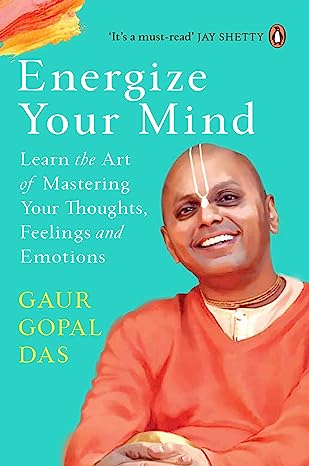 ‘It’s a must-read’ JAY SHETTY
Energize
Your Mind
Learn the Art
of Mastering
Your Thoughts,
Feelings and
Emotions
GAUR
GOPAL
DAS